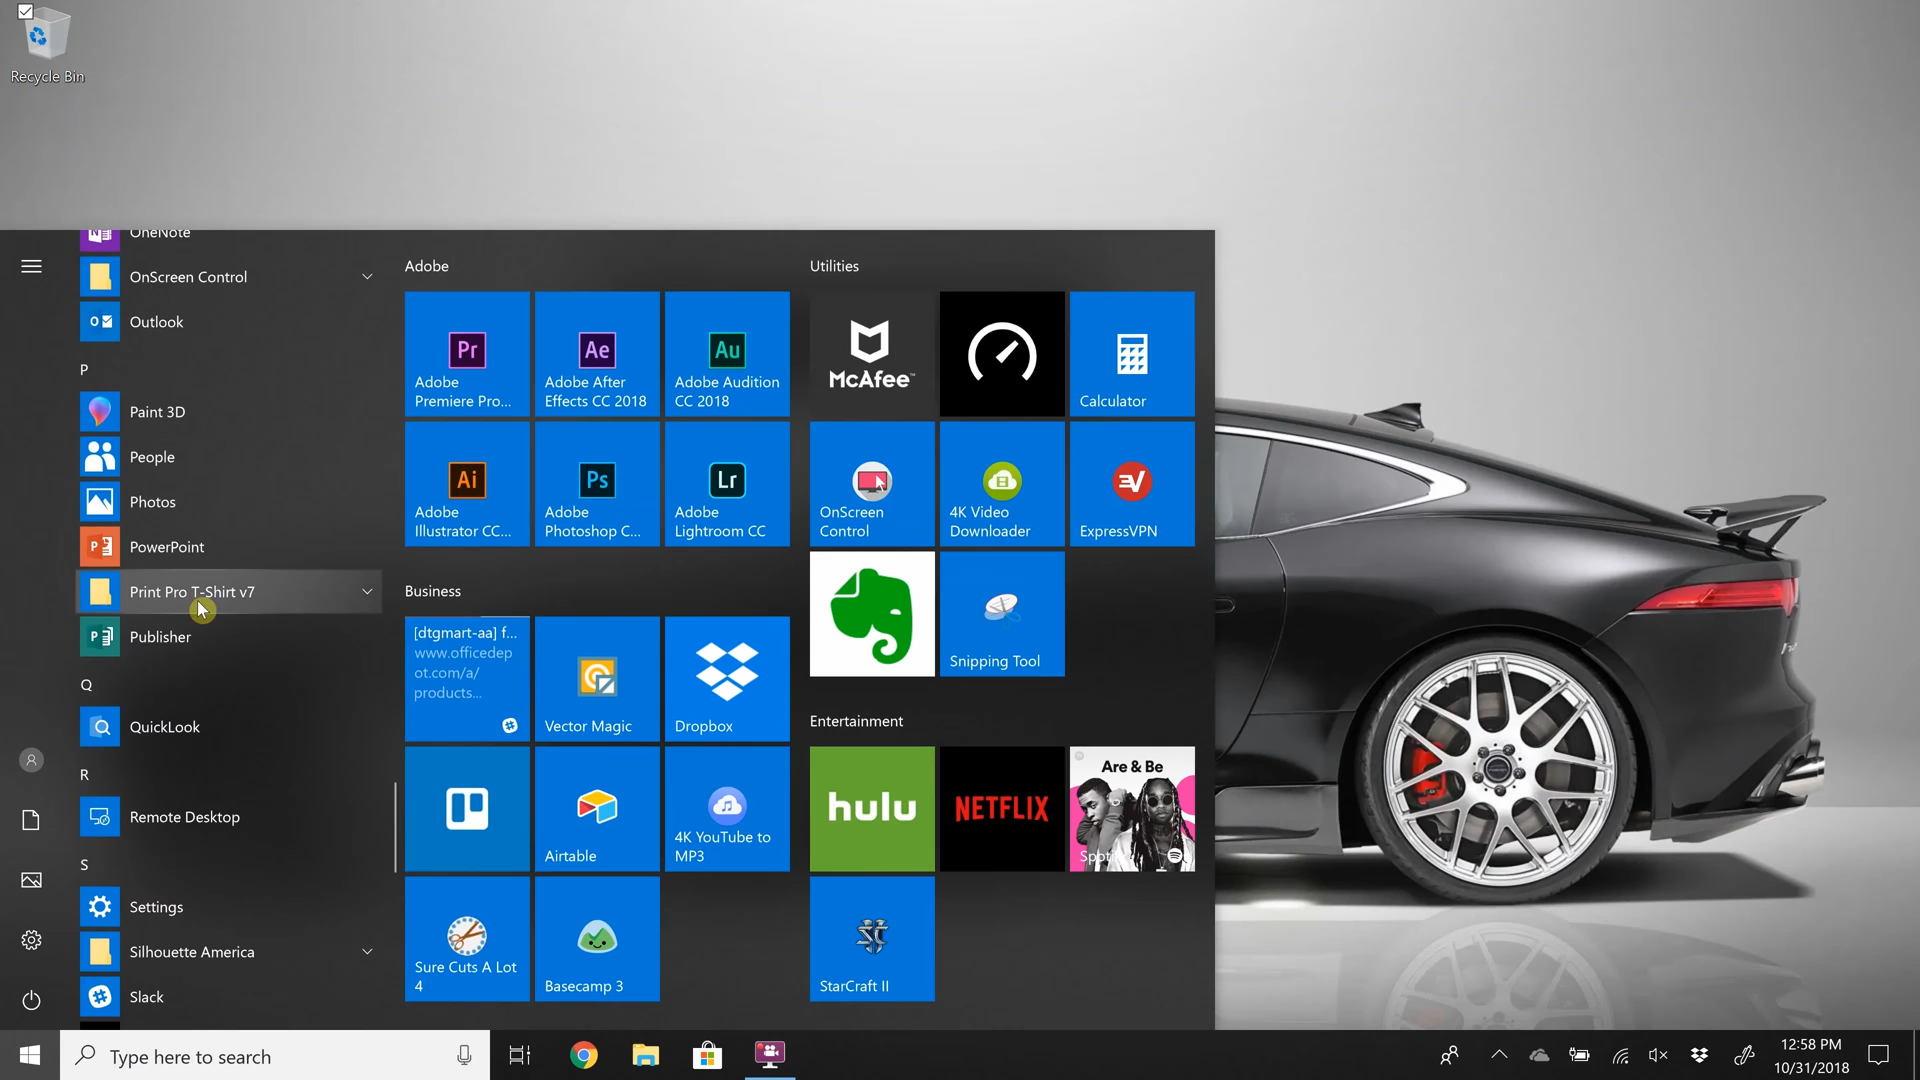 Recycle Bin
OneNote
OnScreen Control
Outlook
P
Paint 3D
People
Photos
PowerPoint
Print Pro T-Shirt v7
Publisher
Q
QuickLook
R
Remote Desktop
S
Settings
Silhouette America
Slack
Adobe
Pr
Adobe
Premiere Pro...
Ae
Adobe After
Effects CC 2018
Au
Adobe Audition
CC 2018
Ai
Adobe
Illustrator CC...
Ps
Adobe
Photoshop C...
Lr
Adobe
Lightroom CC
Business
[dtgmart-aa] f...
www.officedep
ot.com/a/
products...
Vector Magic
Dropbox
Airtable
4K YouTube to
MP3
Sure Cuts A Lot
4
Basecamp 3
Utilities
McAfee™
Calculator
OnScreen
Control
4K Video
Downloader
ExpressVPN
Snipping Tool
Entertainment
hulu
NETFLIX
Are & Be
StarCraft II
Type here to search
12:58 PM
10/31/2018